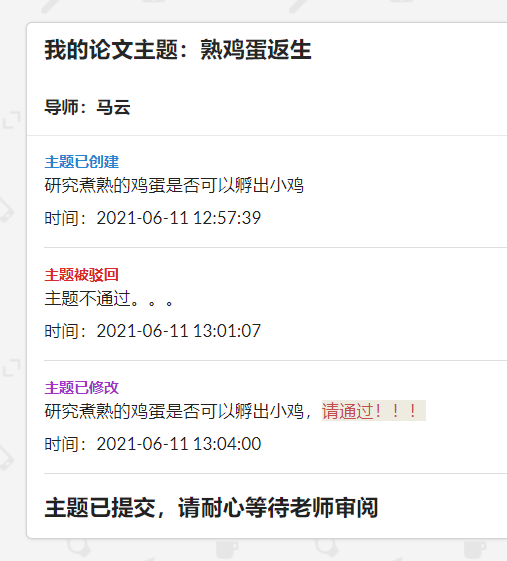 我的论文主题：熟鸡蛋返生
导师：马云
主题已创建
研究煮熟的鸡蛋是否可以孵出小鸡
时间：2021-06-11 12:57:39
主题被驳回
主题不通过。。。
时间：2021-06-11 13:01:07
主题已修改
研究煮熟的鸡蛋是否可以孵出小鸡，请通过！！！
时间：2021-06-11 13:04:00
主题已提交，请耐心等待老师审阅